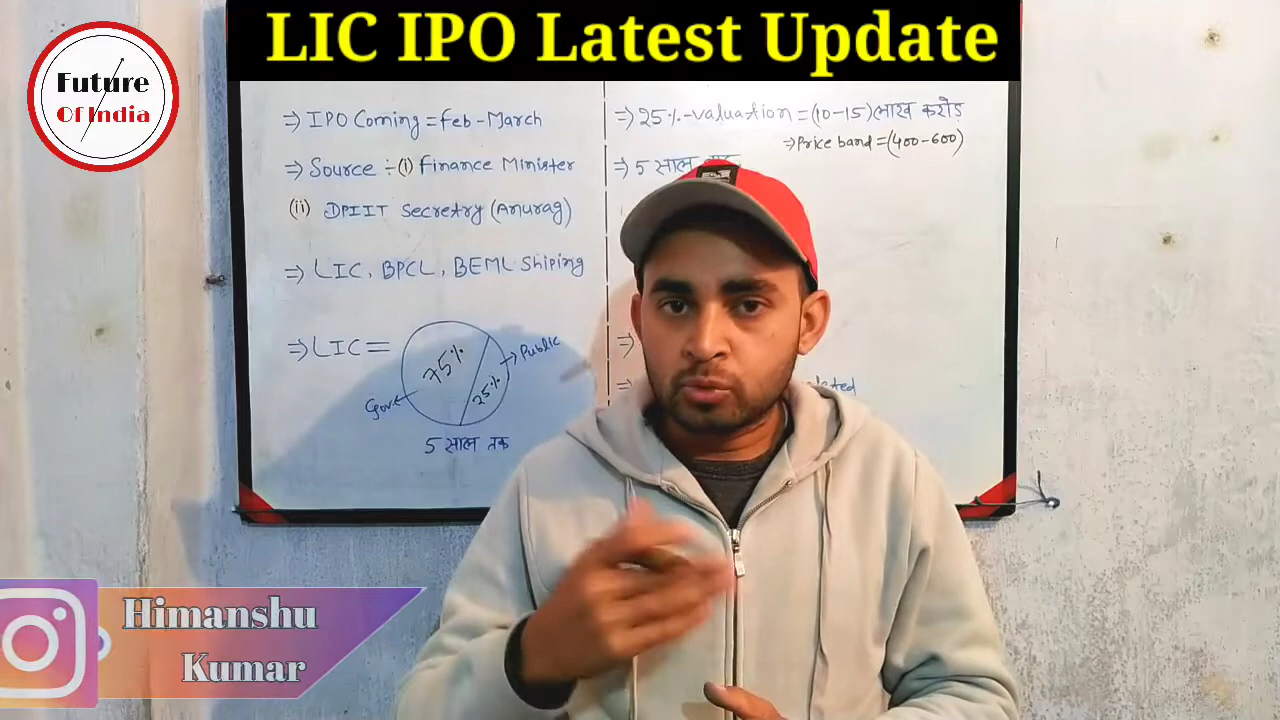 LIC IPO Latest Update
Future
Of India
⇒ IPO Coming = Feb - March
⇒ Source ÷ (i) Finance Minister
(ii) DPIIT Secretry (Anurag)
⇒ LIC, BPCL, BEML Shiping
⇒ LIC =
75%
25%
→ Public
Gov ←
5 साल तक
⇒ 25% - valuation = (10-15) लाख करोड़
⇒ Price band = (400-600)
⇒ 5 साल
⇒
⇒
Himanshu
Kumar